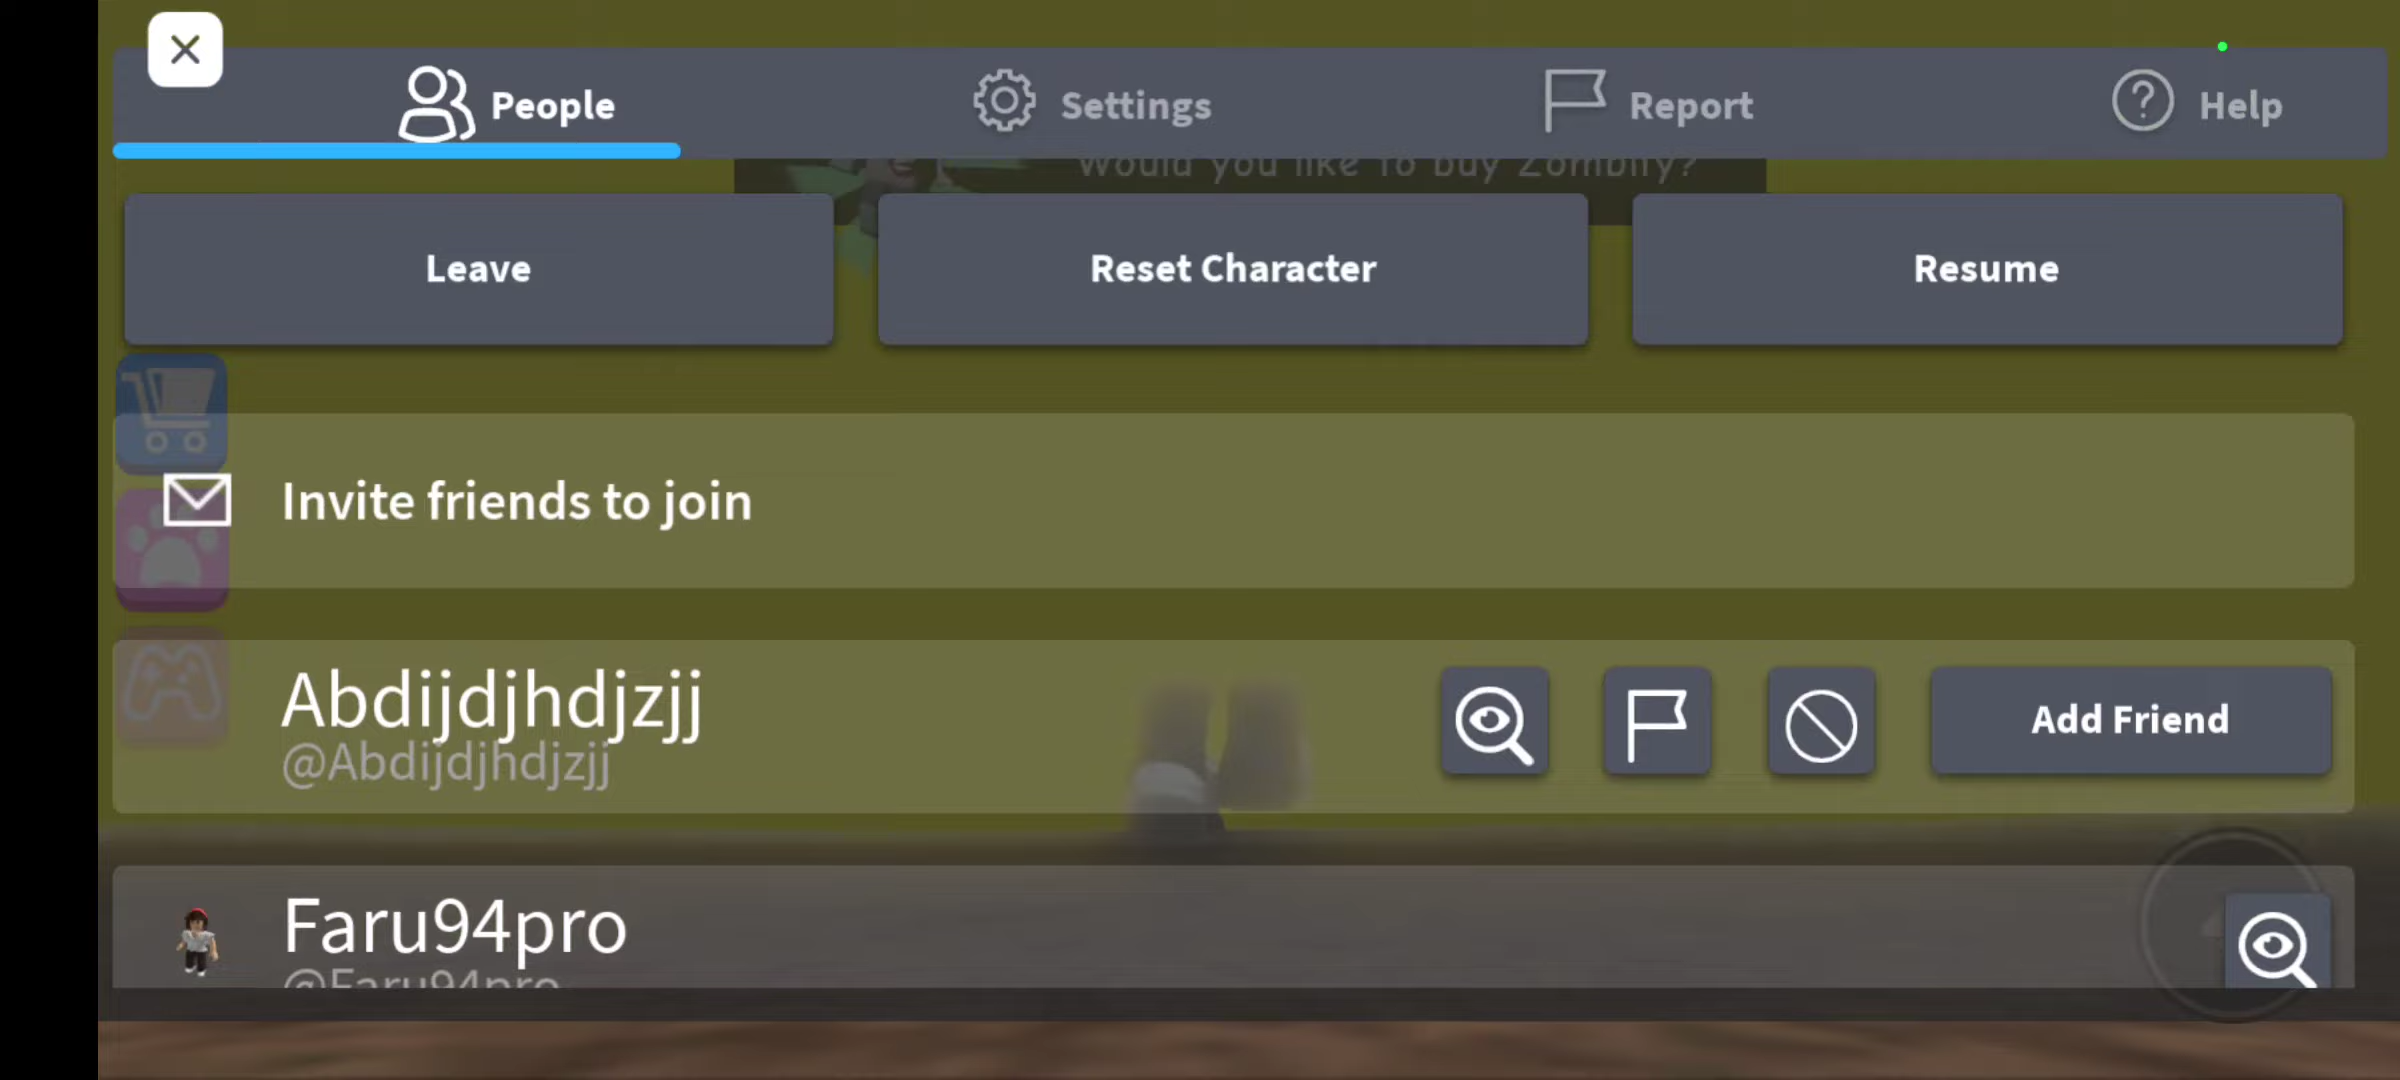 People
Settings
Report
Help
Would you like to buy Zombify?
Leave
Reset Character
Resume
Invite friends to join
Abdijdjhdjzjj
@Abdijdjhdjzjj
Add Friend
Faru94pro
@Faru94pro